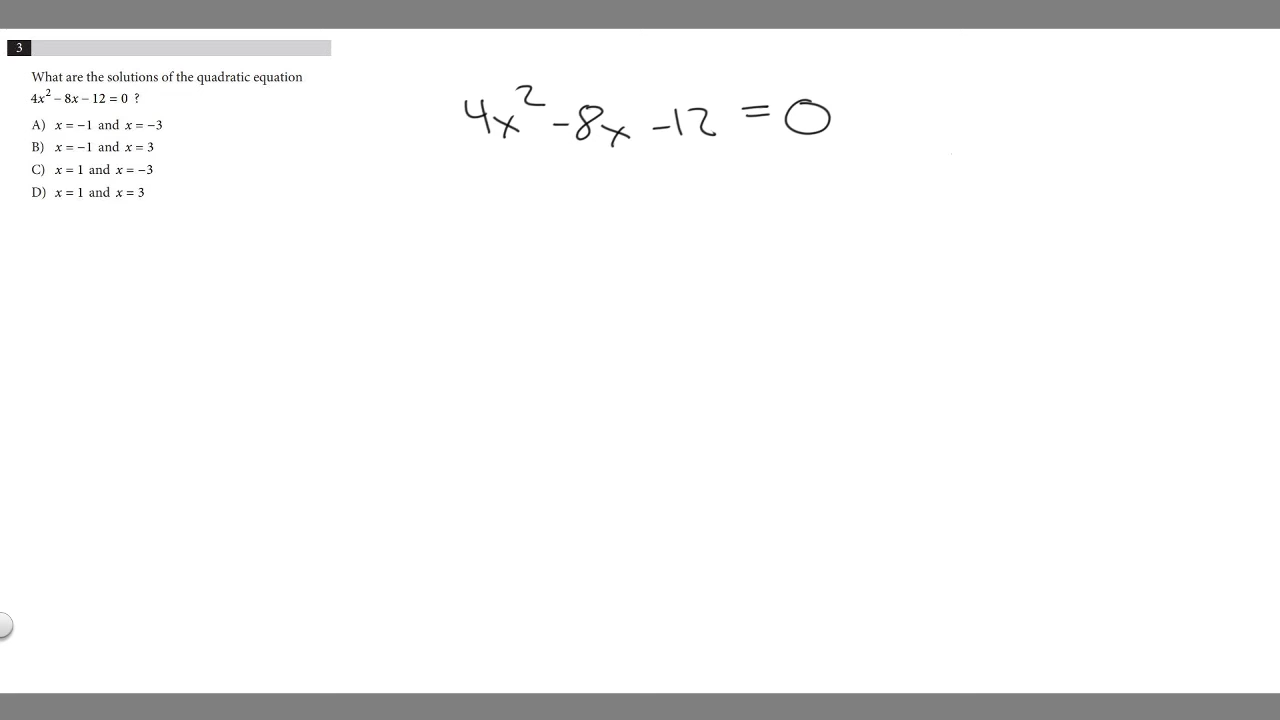 3
What are the solutions of the quadratic equation
4x² − 8x − 12 = 0 ?
A) x = −1 and x = −3
B) x = −1 and x = 3
C) x = 1 and x = −3
D) x = 1 and x = 3
4x² -8x -12 = 0